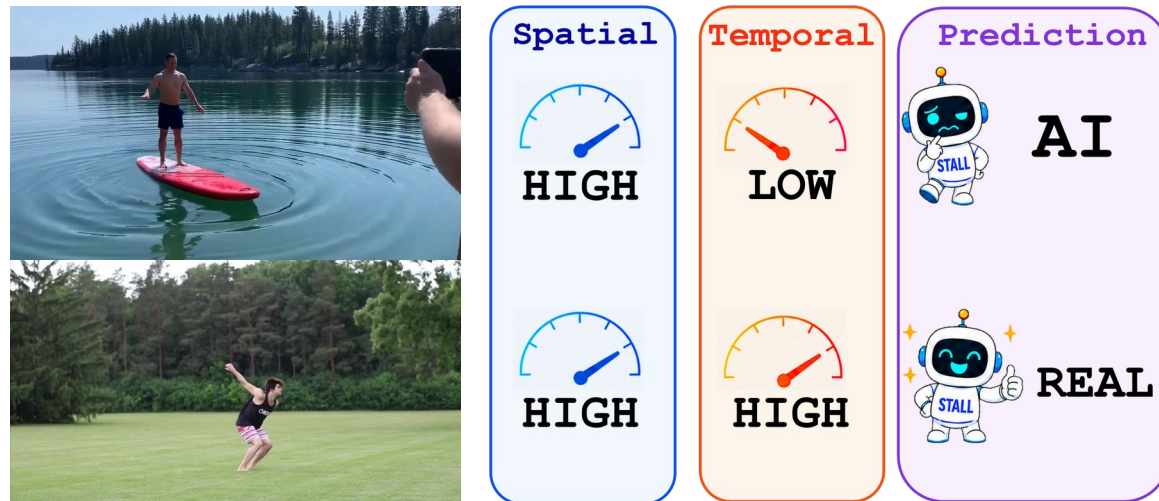 Spatial
Temporal
Prediction
HIGH
LOW
STALL
AI
HIGH
HIGH
STALL
REAL